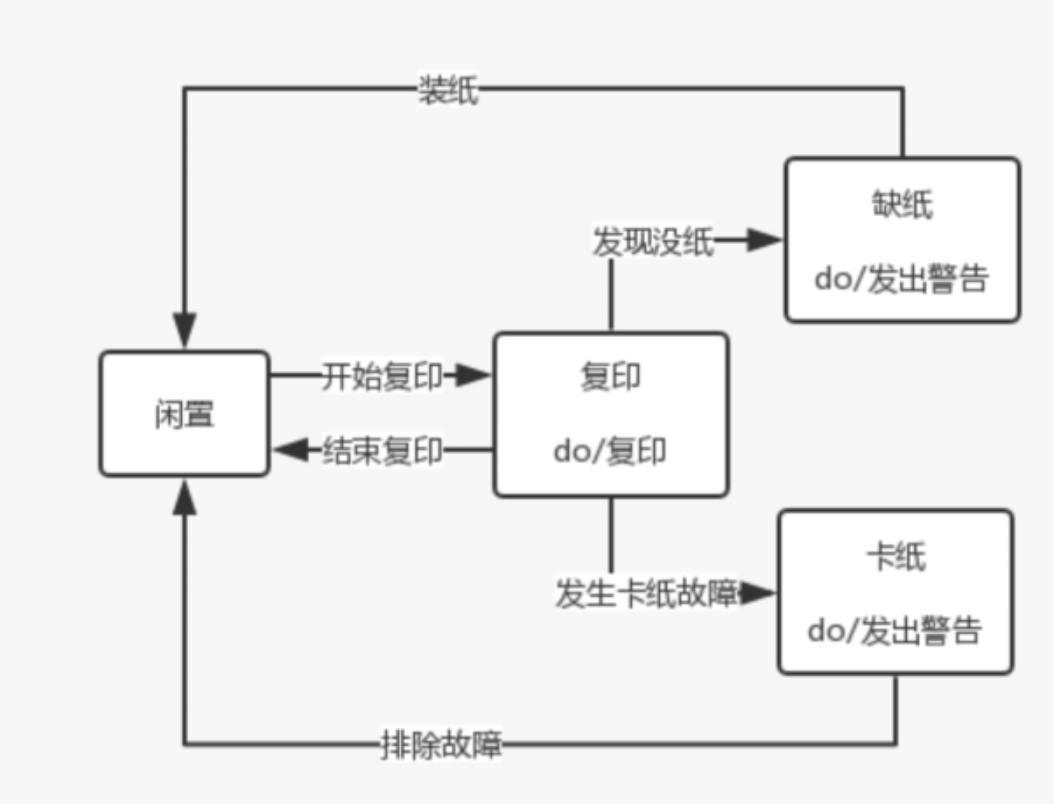 装纸
缺纸
发现没纸
do/发出警告
开始复印
复印
闲置
结束复印
do/复印
卡纸
发生卡纸故障
do/发出警告
排除故障